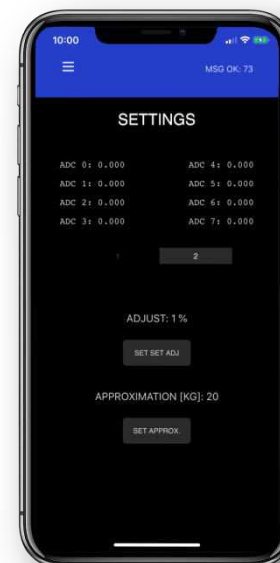 10:00
MSG OK: 73
SETTINGS
ADC 0: 0.000 ADC 4: 0.000
ADC 1: 0.000 ADC 5: 0.000
ADC 2: 0.000 ADC 6: 0.000
ADC 3: 0.000 ADC 7: 0.000
1 2
ADJUST: 1 %
SET SET ADJ
APPROXIMATION [KG]: 20
SET APPROX.